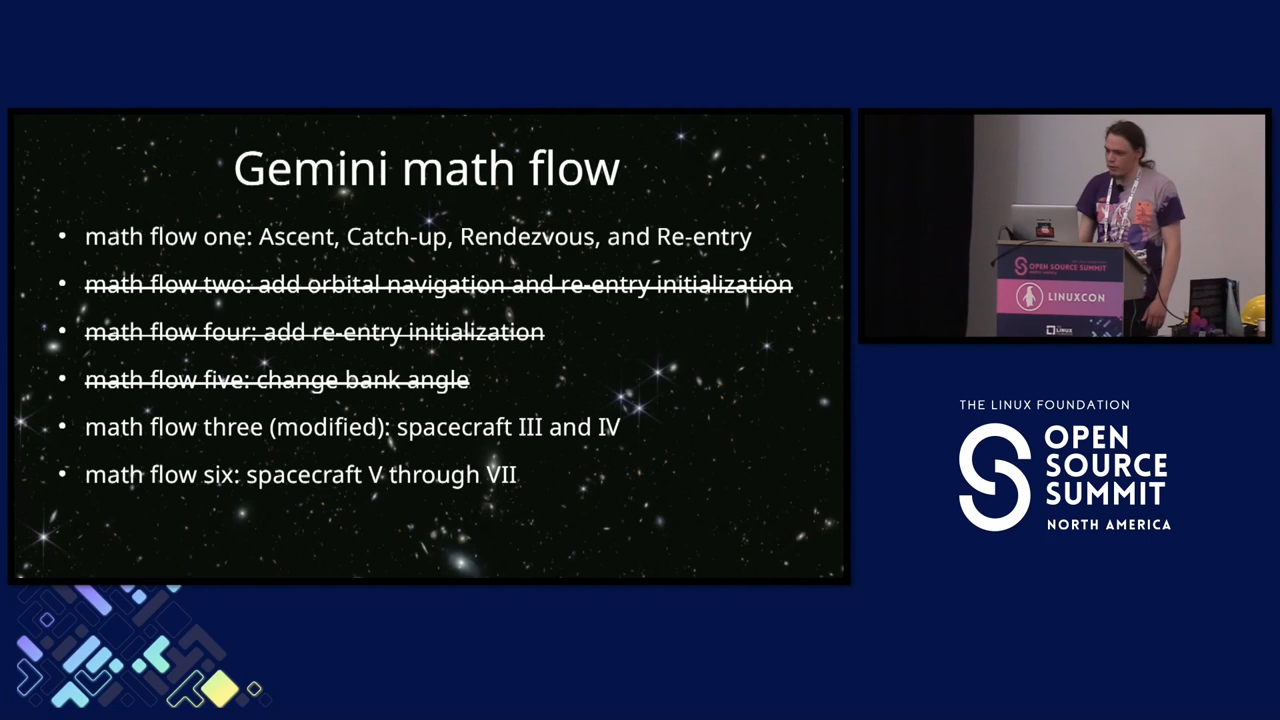 Gemini math flow
• math flow one: Ascent, Catch-up, Rendezvous, and Re-entry
• math flow two: add orbital navigation and re-entry initialization
• math flow four: add re-entry initialization
• math flow five: change bank angle
• math flow three (modified): spacecraft III and IV
• math flow six: spacecraft V through VII
OPEN SOURCE SUMMIT
LINUXCON
LINUX
THE LINUX FOUNDATION
OPEN
SOURCE
SUMMIT
NORTH AMERICA